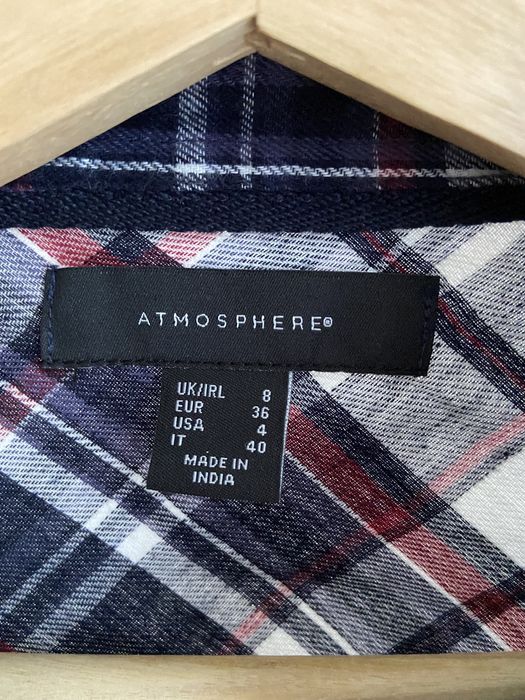 ATMOSPHERE®
UK/IRL 8
EUR 36
USA 4
IT 40
MADE IN
INDIA